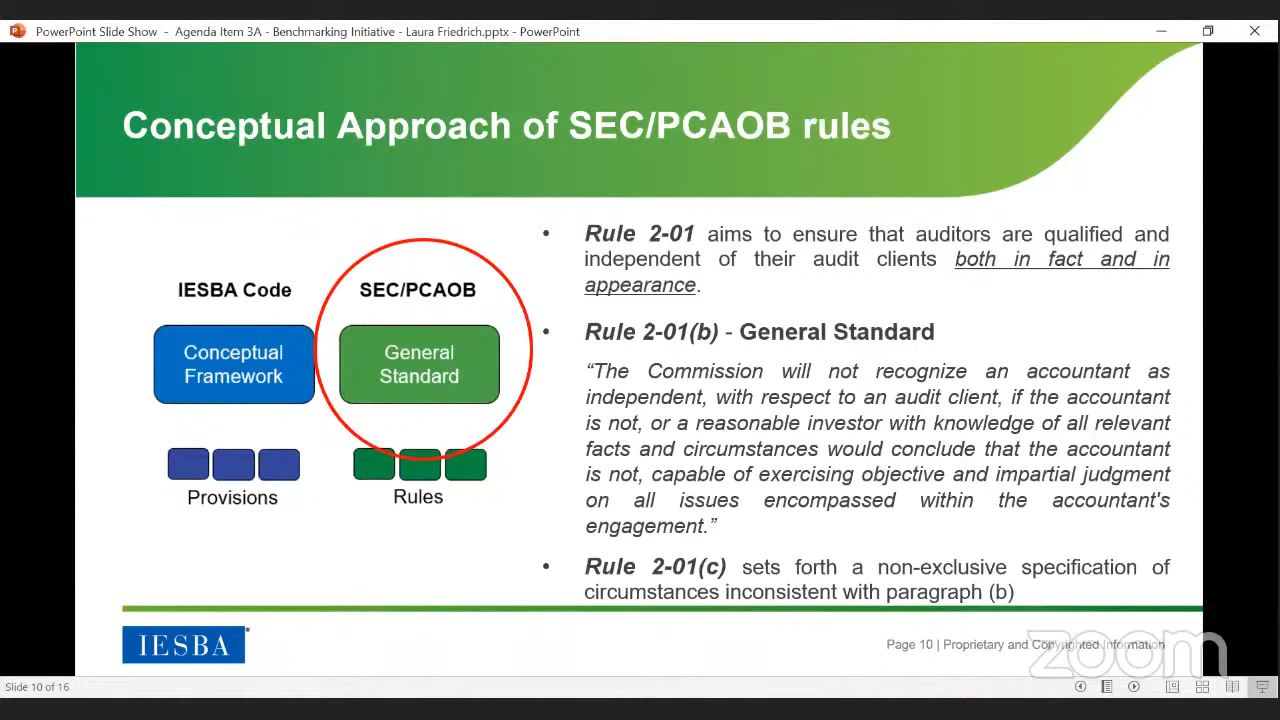 PowerPoint Slide Show - Agenda Item 3A - Benchmarking Initiative - Laura Friedrich.pptx - PowerPoint
Conceptual Approach of SEC/PCAOB rules
IESBA Code
SEC/PCAOB
Conceptual
Framework
General
Standard
Provisions
Rules
• Rule 2-01 aims to ensure that auditors are qualified and
independent of their audit clients both in fact and in
appearance.
• Rule 2-01(b) - General Standard
“The Commission will not recognize an accountant as
independent, with respect to an audit client, if the accountant
is not, or a reasonable investor with knowledge of all relevant
facts and circumstances would conclude that the accountant
is not, capable of exercising objective and impartial judgment
on all issues encompassed within the accountant's
engagement.”
• Rule 2-01(c) sets forth a non-exclusive specification of
circumstances inconsistent with paragraph (b)
IESBA
Page 10 | Proprietary and Copyrighted Information
zoom
Slide 10 of 16